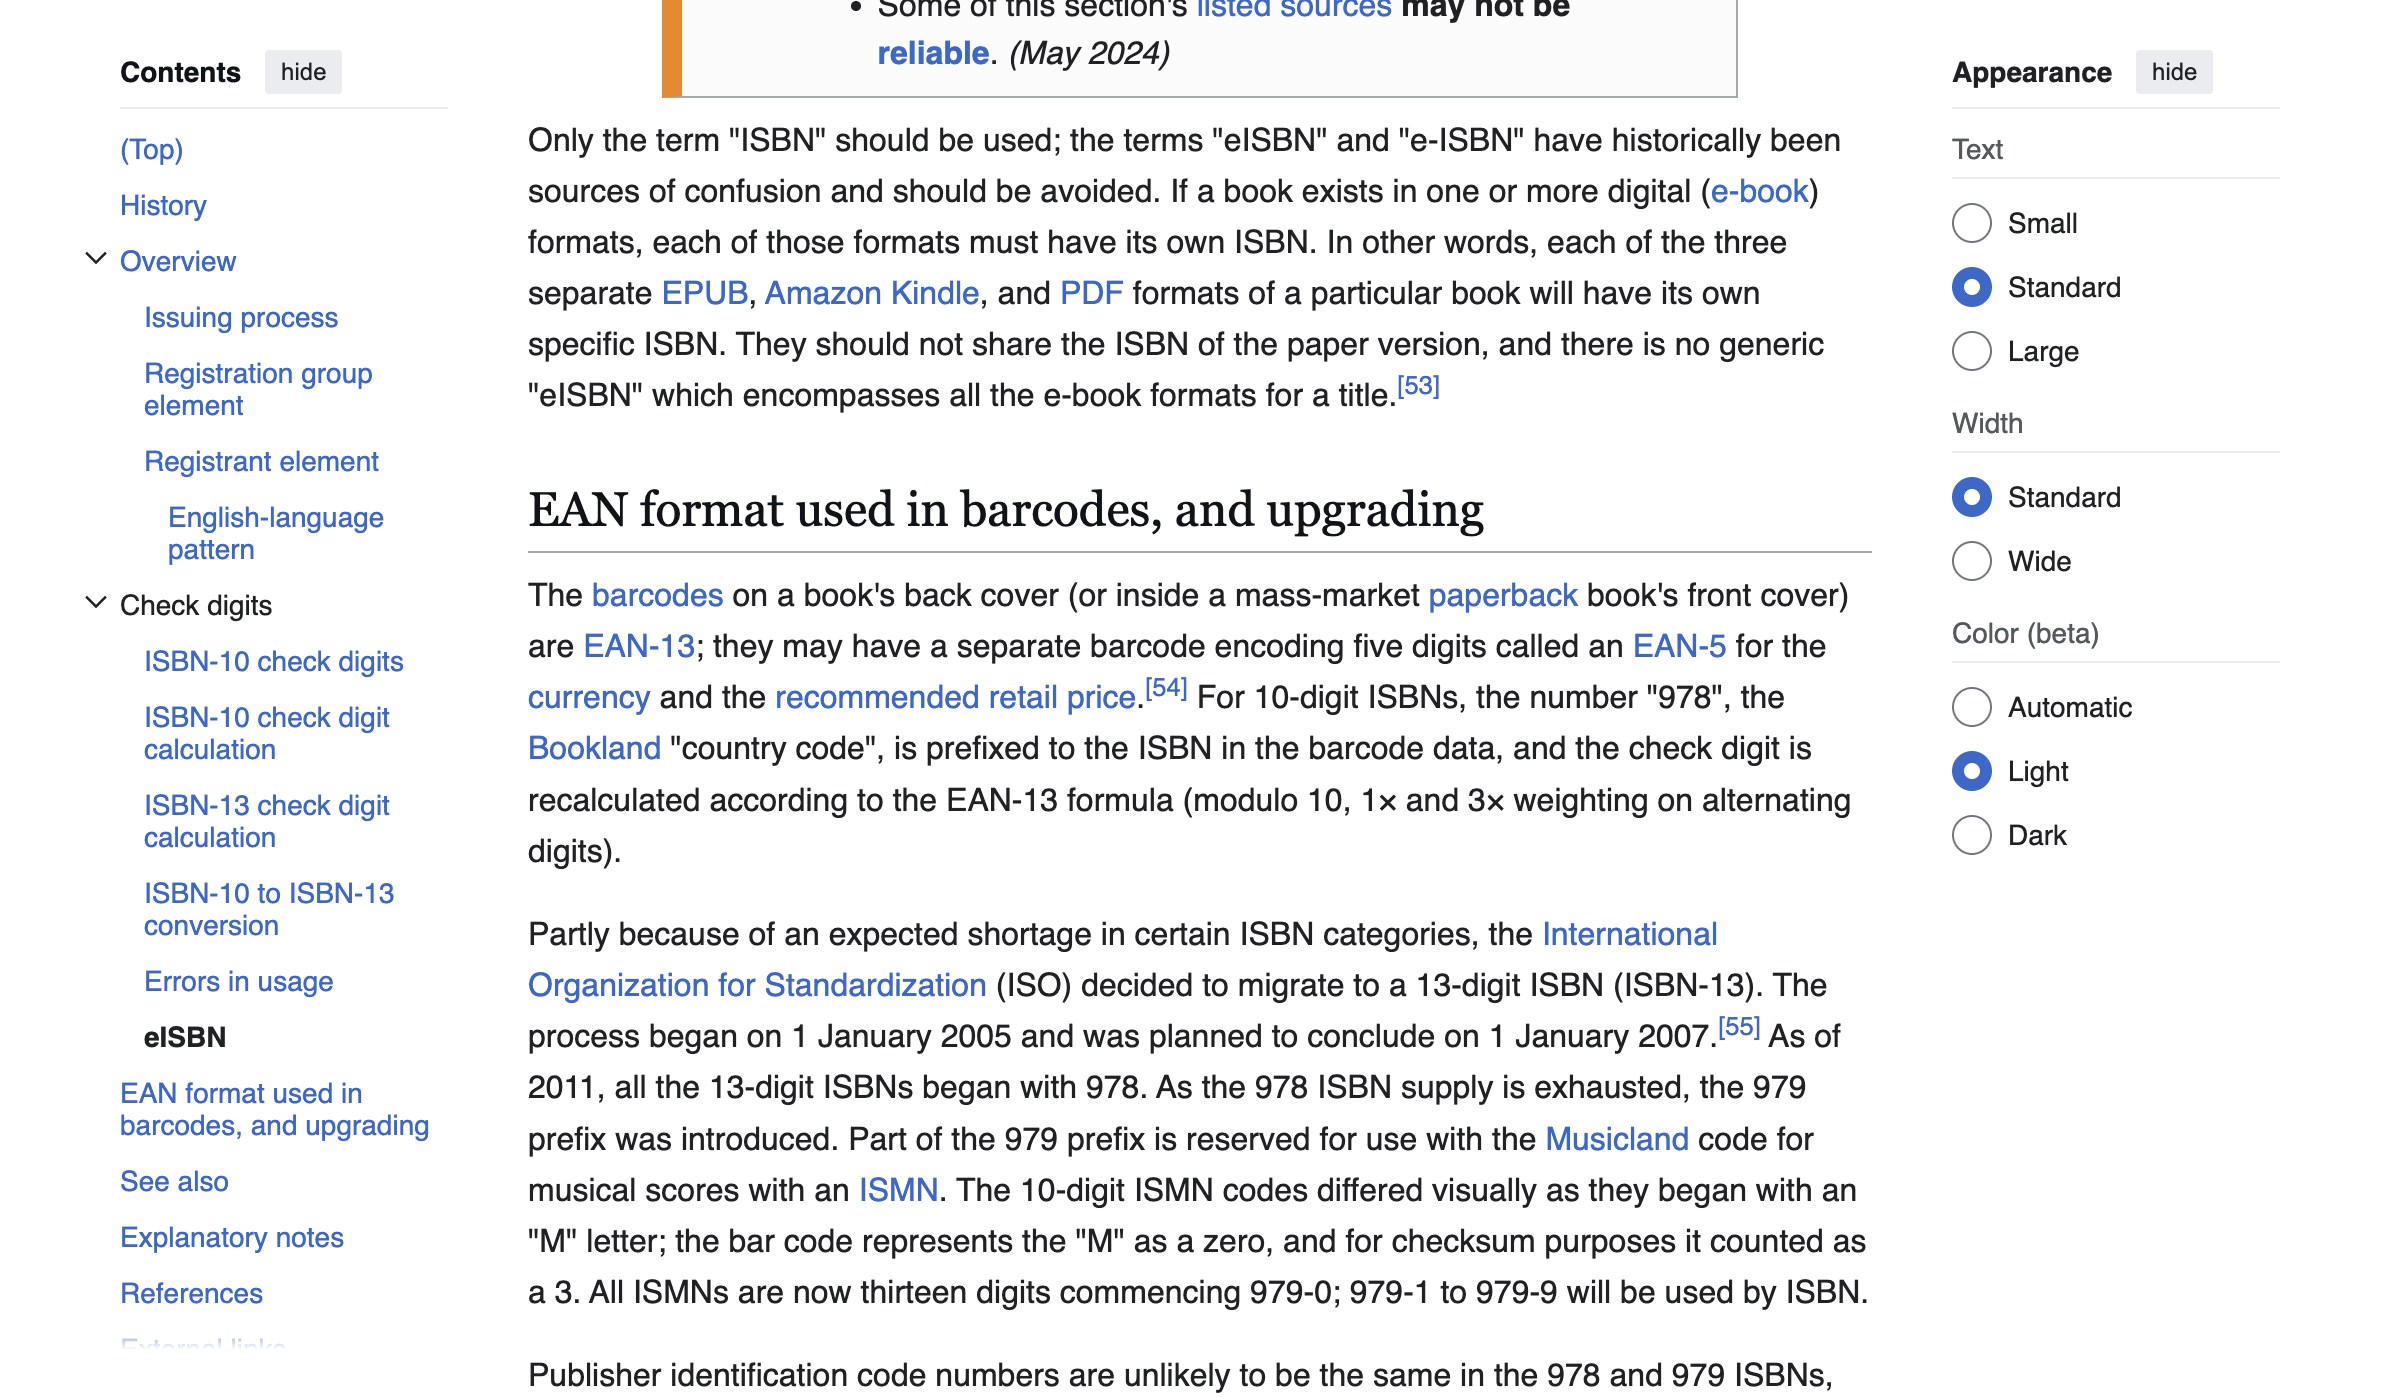 Contents hide
(Top)
History
Overview
Issuing process
Registration group
element
Registrant element
English-language
pattern
Check digits
ISBN-10 check digits
ISBN-10 check digit
calculation
ISBN-13 check digit
calculation
ISBN-10 to ISBN-13
conversion
Errors in usage
eISBN
EAN format used in
barcodes, and upgrading
See also
Explanatory notes
References
External links
• Some of this section's listed sources may not be
reliable. (May 2024)
Only the term "ISBN" should be used; the terms "eISBN" and "e-ISBN" have historically been
sources of confusion and should be avoided. If a book exists in one or more digital (e-book)
formats, each of those formats must have its own ISBN. In other words, each of the three
separate EPUB, Amazon Kindle, and PDF formats of a particular book will have its own
specific ISBN. They should not share the ISBN of the paper version, and there is no generic
"eISBN" which encompasses all the e-book formats for a title.[53]
EAN format used in barcodes, and upgrading
The barcodes on a book's back cover (or inside a mass-market paperback book's front cover)
are EAN-13; they may have a separate barcode encoding five digits called an EAN-5 for the
currency and the recommended retail price.[54] For 10-digit ISBNs, the number "978", the
Bookland "country code", is prefixed to the ISBN in the barcode data, and the check digit is
recalculated according to the EAN-13 formula (modulo 10, 1× and 3× weighting on alternating
digits).
Partly because of an expected shortage in certain ISBN categories, the International
Organization for Standardization (ISO) decided to migrate to a 13-digit ISBN (ISBN-13). The
process began on 1 January 2005 and was planned to conclude on 1 January 2007.[55] As of
2011, all the 13-digit ISBNs began with 978. As the 978 ISBN supply is exhausted, the 979
prefix was introduced. Part of the 979 prefix is reserved for use with the Musicland code for
musical scores with an ISMN. The 10-digit ISMN codes differed visually as they began with an
"M" letter; the bar code represents the "M" as a zero, and for checksum purposes it counted as
a 3. All ISMNs are now thirteen digits commencing 979-0; 979-1 to 979-9 will be used by ISBN.
Publisher identification code numbers are unlikely to be the same in the 978 and 979 ISBNs,
Appearance hide
Text
Small
Standard
Large
Width
Standard
Wide
Color (beta)
Automatic
Light
Dark